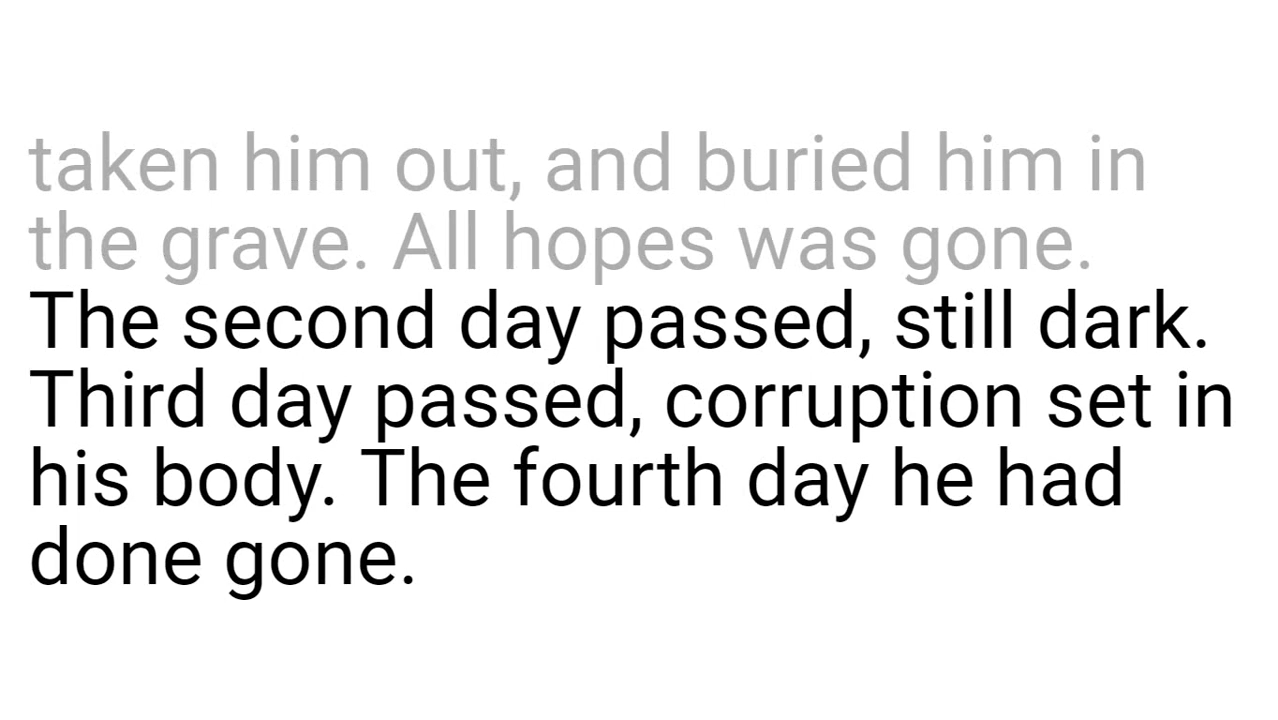 taken him out, and buried him in
the grave. All hopes was gone.
The second day passed, still dark.
Third day passed, corruption set in
his body. The fourth day he had
done gone.